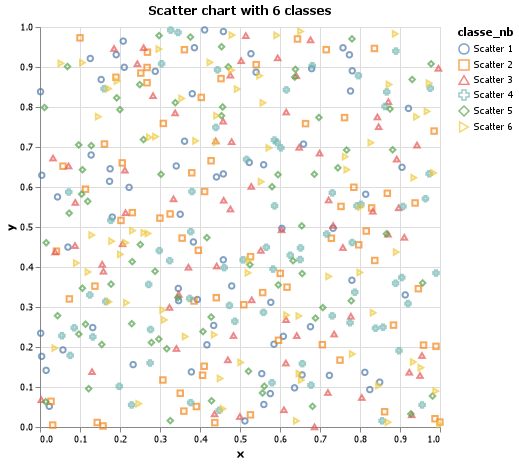 Scatter chart with 6 classes
classe_nb
Scatter 1
Scatter 2
Scatter 3
Scatter 4
Scatter 5
Scatter 6
1.0
0.9
0.8
0.7
0.6
0.5
0.4
0.3
0.2
0.1
0.0
y
0.0 0.1 0.2 0.3 0.4 0.5 0.6 0.7 0.8 0.9 1.0
x